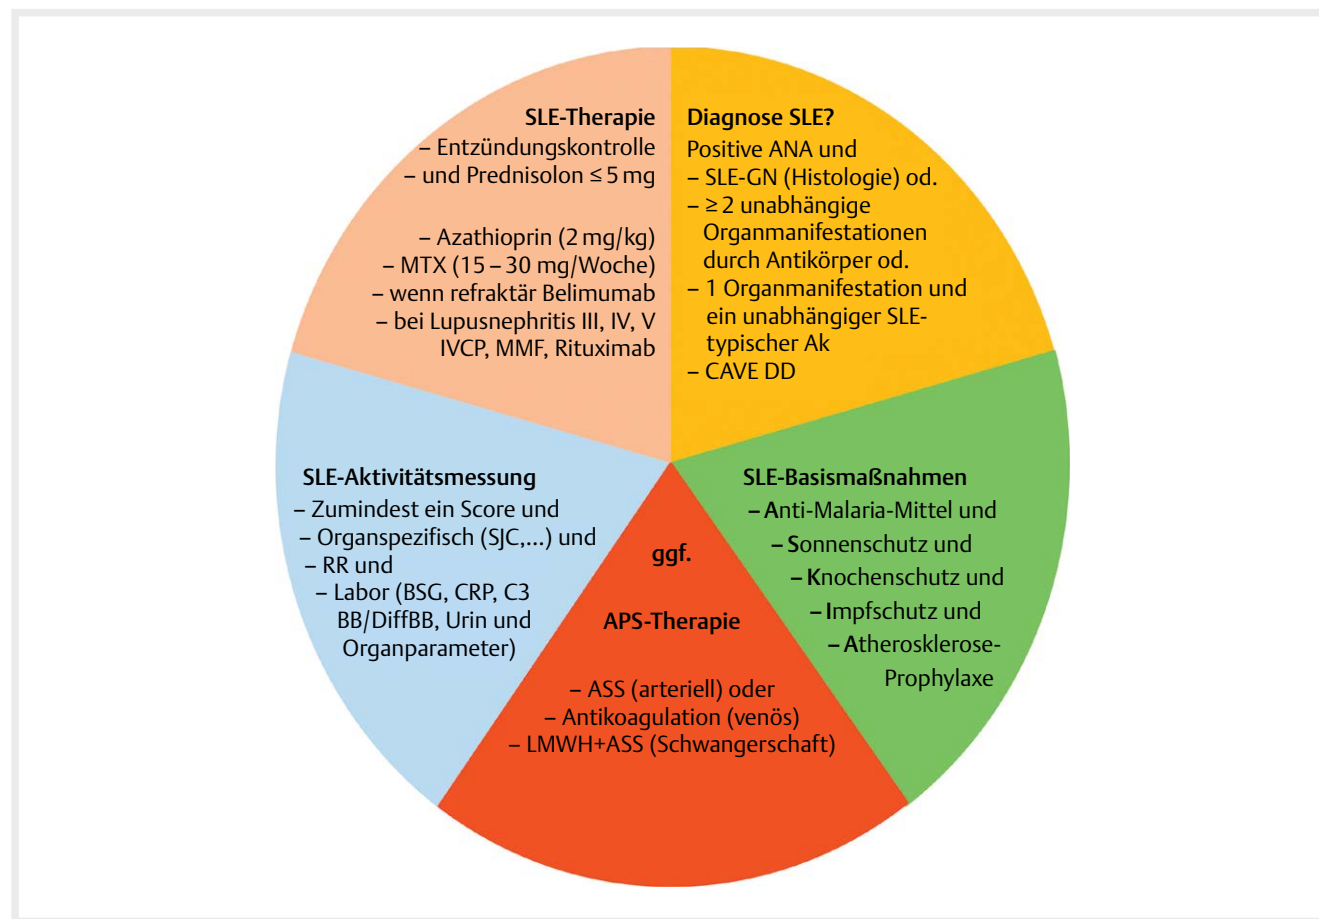 SLE-Therapie
– Entzündungskontrolle
– und Prednisolon ≤ 5 mg
– Azathioprin (2 mg/kg)
– MTX (15 – 30 mg/Woche)
– wenn refraktär Belimumab
– bei Lupusnephritis III, IV, V
IVCP, MMF, Rituximab
Diagnose SLE?
Positive ANA und
– SLE-GN (Histologie) od.
– ≥ 2 unabhängige
Organmanifestationen
durch Antikörper od.
– 1 Organmanifestation und
ein unabhängiger SLE-
typischer Ak
– CAVE DD
SLE-Aktivitätsmessung
– Zumindest ein Score und
– Organspezifisch (SJC,...) und
– RR und
– Labor (BSG, CRP, C3
BB/DiffBB, Urin und
Organparameter)
ggf.
APS-Therapie
– ASS (arteriell) oder
– Antikoagulation (venös)
– LMWH+ASS (Schwangerschaft)
SLE-Basismaßnahmen
– Anti-Malaria-Mittel und
– Sonnenschutz und
– Knochenschutz und
– Impfschutz und
– Atherosklerose-
Prophylaxe